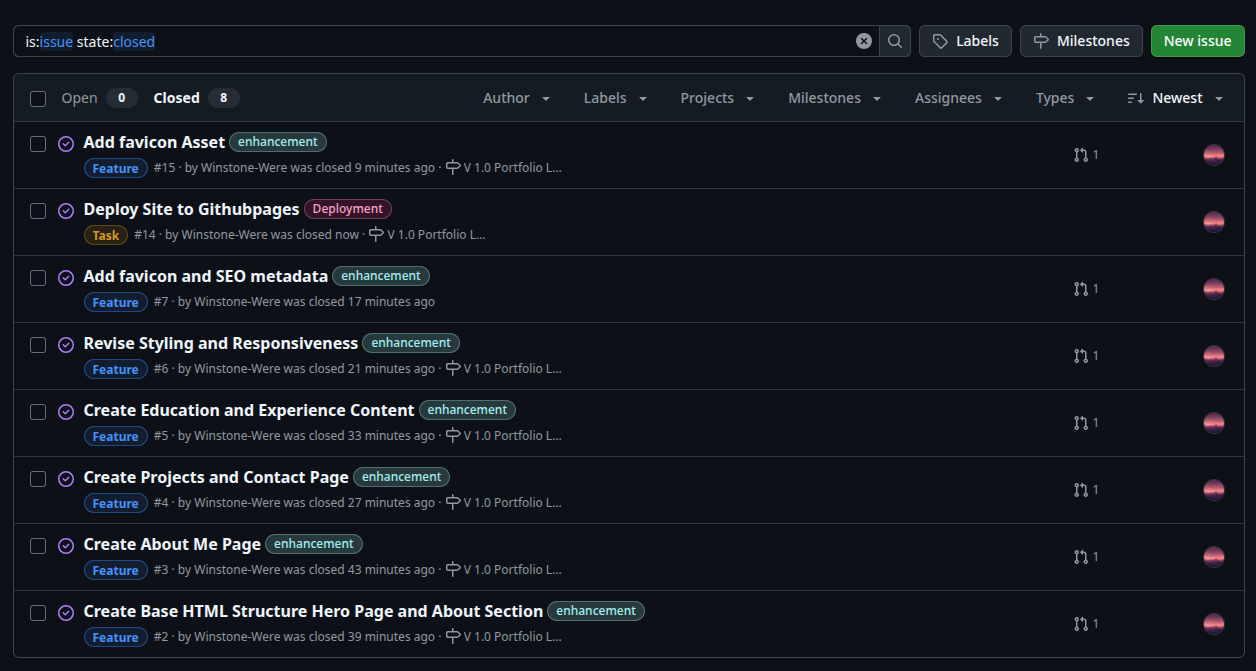 is:issue state:closed Labels Milestones New issue
Open 0 Closed 8 Author Labels Projects Milestones Assignees Types Newest
Add favicon Asset enhancement
Feature #15 · by Winstone-Were was closed 9 minutes ago · V 1.0 Portfolio L... 1
Deploy Site to Githubpages Deployment
Task #14 · by Winstone-Were was closed now · V 1.0 Portfolio L...
Add favicon and SEO metadata enhancement
Feature #7 · by Winstone-Were was closed 17 minutes ago 1
Revise Styling and Responsiveness enhancement
Feature #6 · by Winstone-Were was closed 21 minutes ago · V 1.0 Portfolio L... 1
Create Education and Experience Content enhancement
Feature #5 · by Winstone-Were was closed 33 minutes ago · V 1.0 Portfolio L... 1
Create Projects and Contact Page enhancement
Feature #4 · by Winstone-Were was closed 27 minutes ago · V 1.0 Portfolio L... 1
Create About Me Page enhancement
Feature #3 · by Winstone-Were was closed 43 minutes ago · V 1.0 Portfolio L... 1
Create Base HTML Structure Hero Page and About Section enhancement
Feature #2 · by Winstone-Were was closed 39 minutes ago · V 1.0 Portfolio L... 1